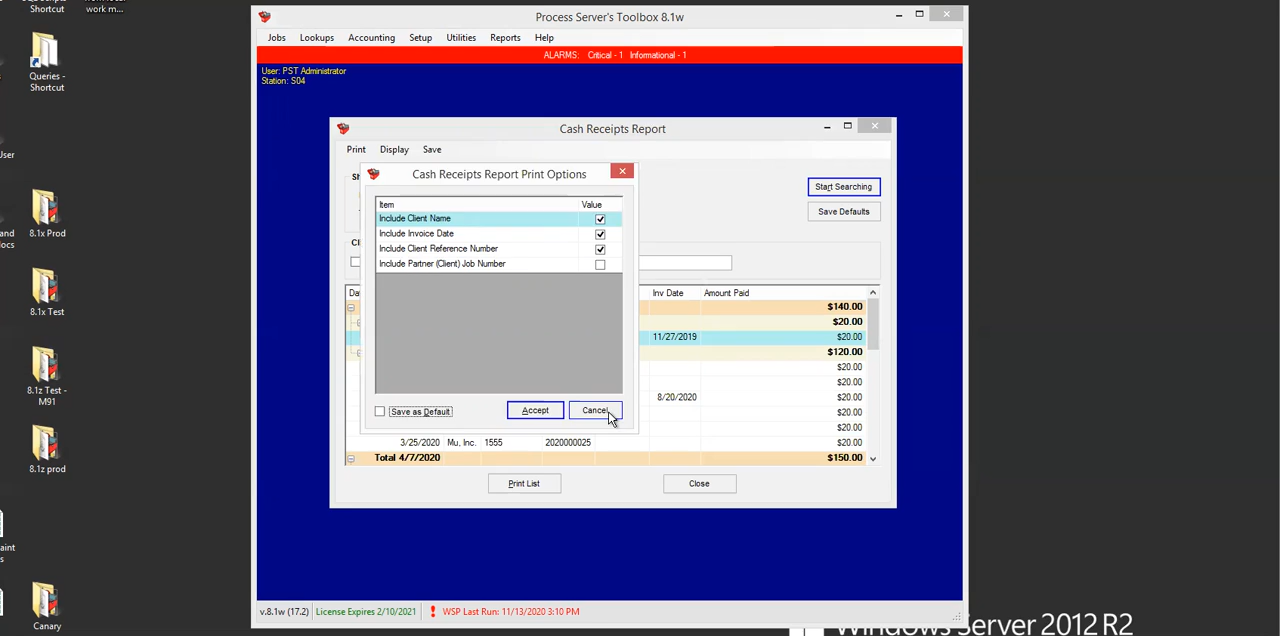 Shortcut
work m...
Queries -
Shortcut
User
and
ocs
8.1x Prod
8.1x Test
8.1z Test -
M91
8.1z prod
aint
s
Canary
Process Server's Toolbox 8.1w
Jobs Lookups Accounting Setup Utilities Reports Help
ALARMS: Critical - 1 Informational - 1
User: PST Administrator
Station: S04
Cash Receipts Report
Print Display Save
Start Searching
Save Defaults
Cash Receipts Report Print Options
Item Value
Include Client Name
Include Invoice Date
Include Client Reference Number
Include Partner (Client) Job Number
Save as Default Accept Cancel
Inv Date Amount Paid
$140.00
$20.00
11/27/2019 $20.00
$120.00
$20.00
$20.00
8/20/2020 $20.00
$20.00
$20.00
3/25/2020 Mu, Inc. 1555 2020000025 $20.00
Total 4/7/2020 $150.00
Print List Close
v.8.1w (17.2) License Expires 2/10/2021 WSP Last Run: 11/13/2020 3:10 PM
Windows Server 2012 R2